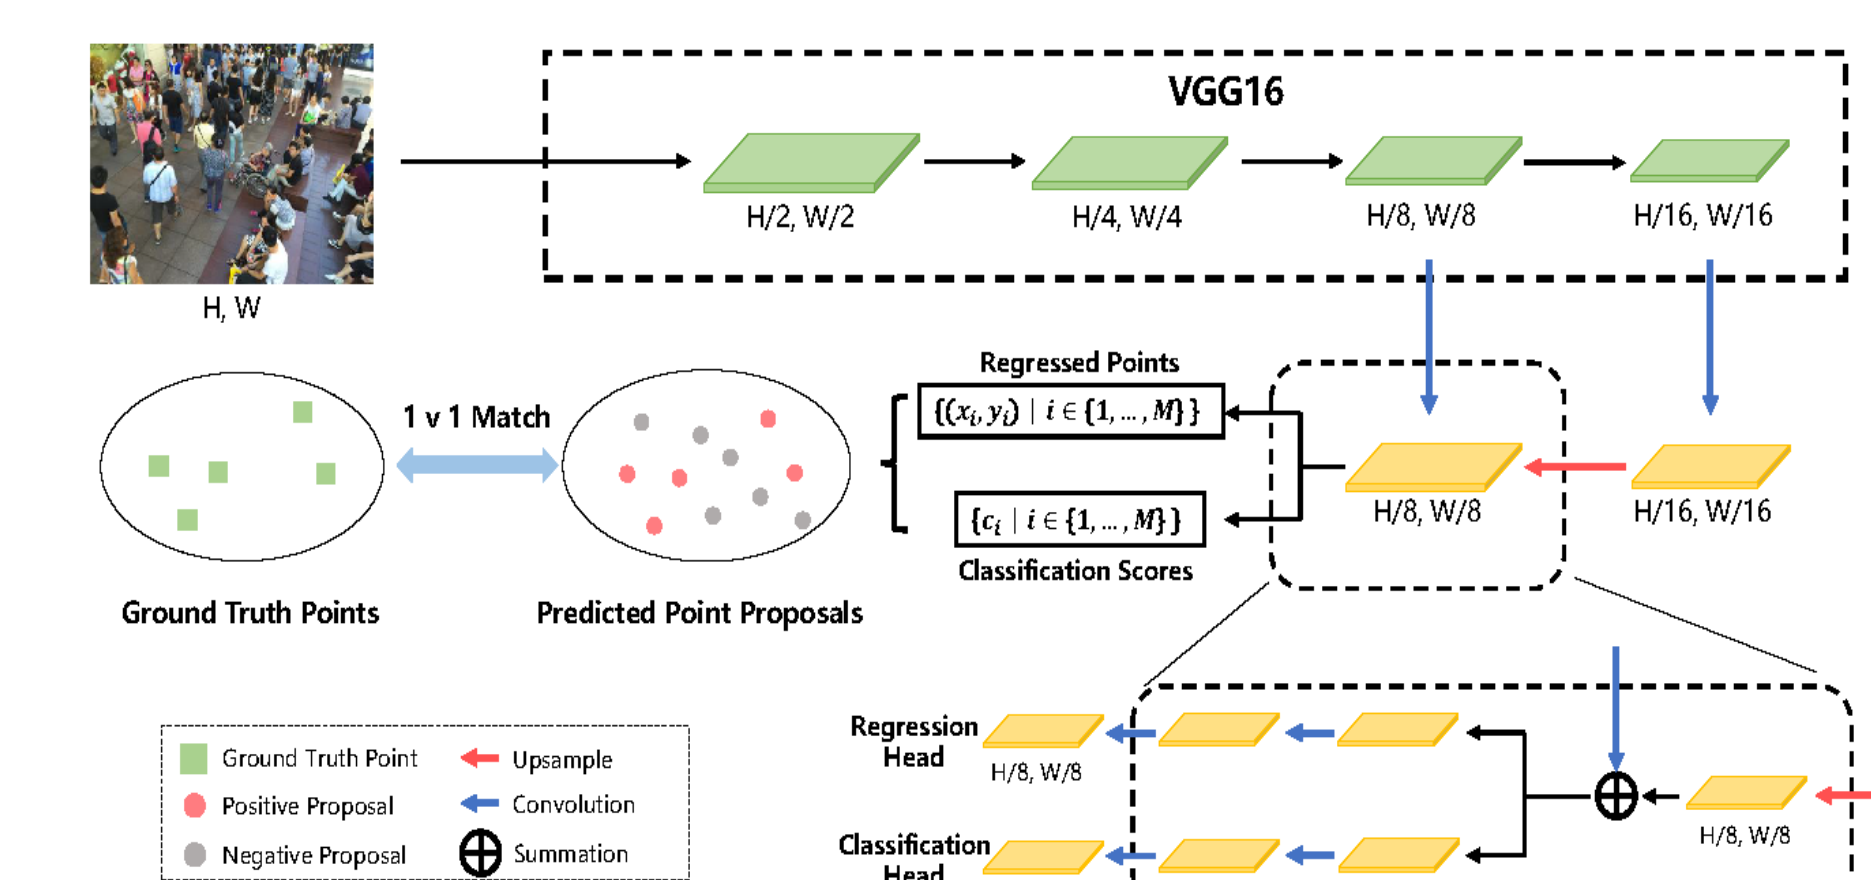 VGG16
H/2, W/2
H/4, W/4
H/8, W/8
H/16, W/16
H, W
Regressed Points
{(xᵢ, yᵢ) | i ∈ {1, ..., M} }
1 v 1 Match
{cᵢ | i ∈ {1, ..., M} }
Classification Scores
H/8, W/8
H/16, W/16
Ground Truth Points
Predicted Point Proposals
Ground Truth Point
Positive Proposal
Negative Proposal
Upsample
Convolution
Summation
Regression
Head
H/8, W/8
H/8, W/8
Classification
Head